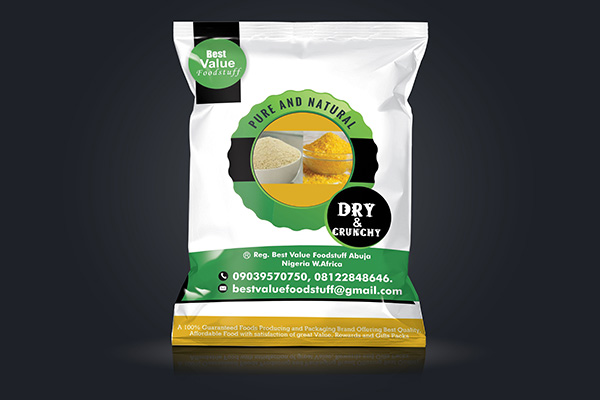 Best
Value
Foodstuff
PURE AND NATURAL
DRY
&
CRUNCHY
® Reg. Best Value Foodstuff Abuja
Nigeria W.Africa
09039570750, 08122848646.
bestvaluefoodstuff@gmail.com
A 100% Guaranteed Foods Producing and Packaging Brand Offering Best Quality
Affordable Food with satisfaction of great Value, Rewards and Gifts Packs.